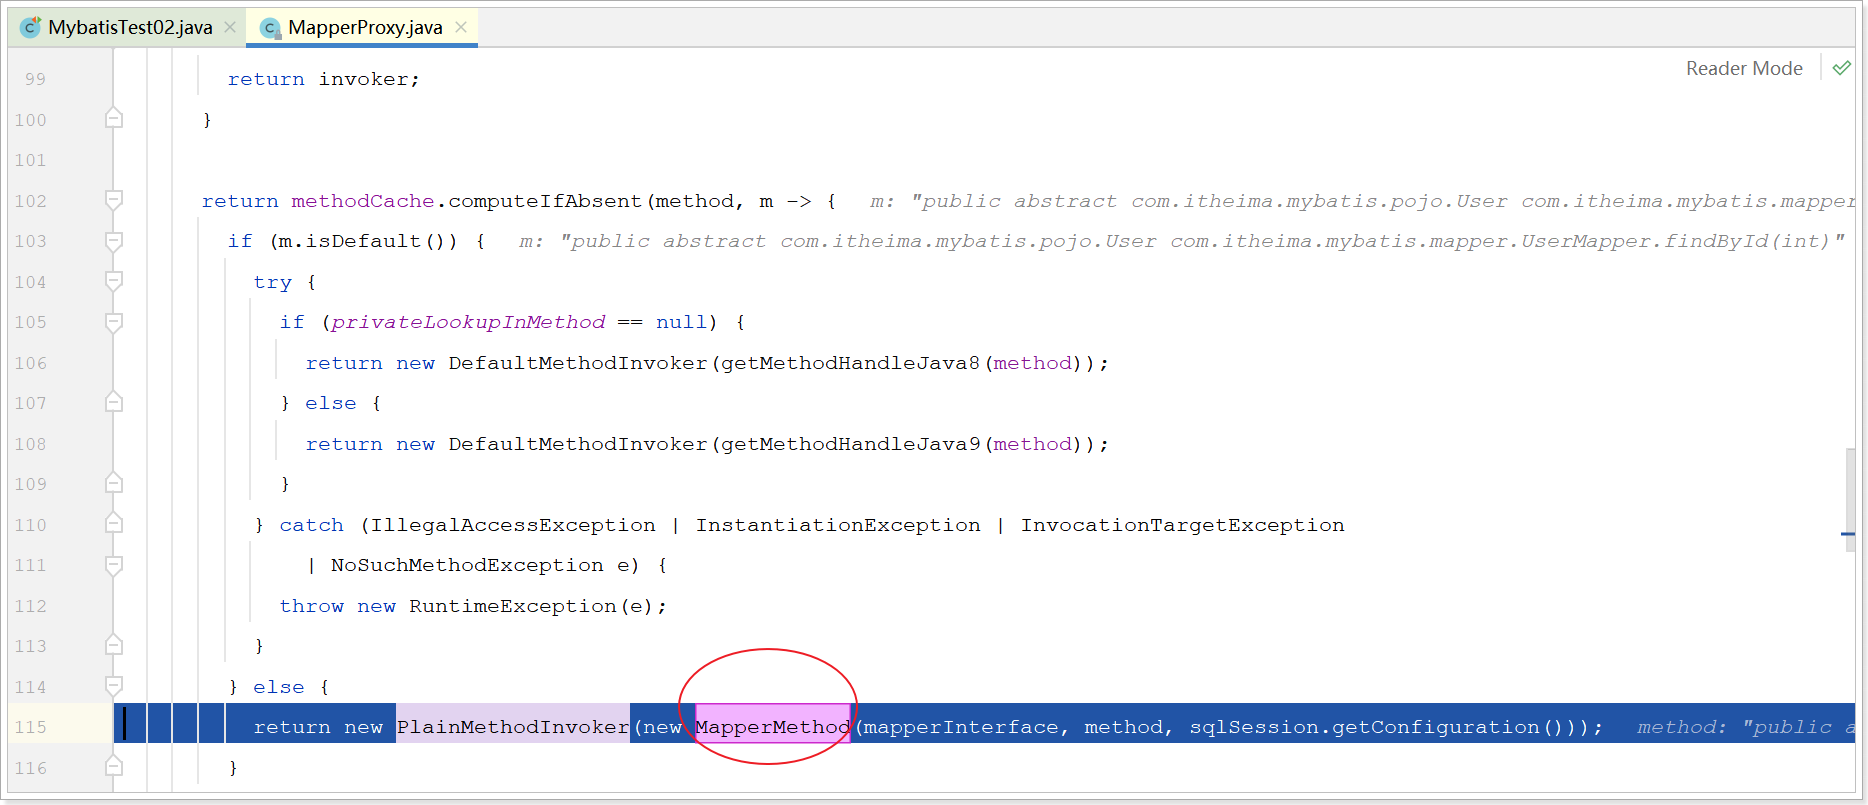 MybatisTest02.java MapperProxy.java
Reader Mode
99 return invoker;
100 }
101
102 return methodCache.computeIfAbsent(method, m -> { m: "public abstract com.itheima.mybatis.pojo.User com.itheima.mybatis.mapper
103 if (m.isDefault()) { m: "public abstract com.itheima.mybatis.pojo.User com.itheima.mybatis.mapper.UserMapper.findById(int)"
104 try {
105 if (privateLookupInMethod == null) {
106 return new DefaultMethodInvoker(getMethodHandleJava8(method));
107 } else {
108 return new DefaultMethodInvoker(getMethodHandleJava9(method));
109 }
110 } catch (IllegalAccessException | InstantiationException | InvocationTargetException
111 | NoSuchMethodException e) {
112 throw new RuntimeException(e);
113 }
114 } else {
115 return new PlainMethodInvoker(new MapperMethod(mapperInterface, method, sqlSession.getConfiguration())); method: "public a
116 }